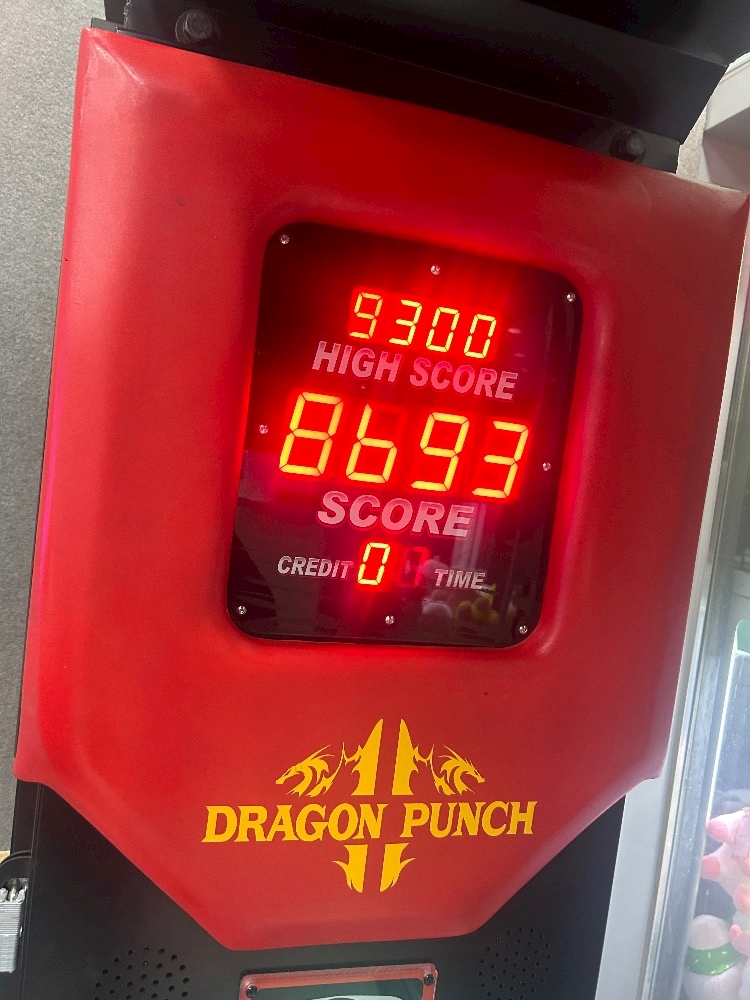 9300
HIGH SCORE
8693
SCORE
CREDIT 0 TIME
DRAGON PUNCH